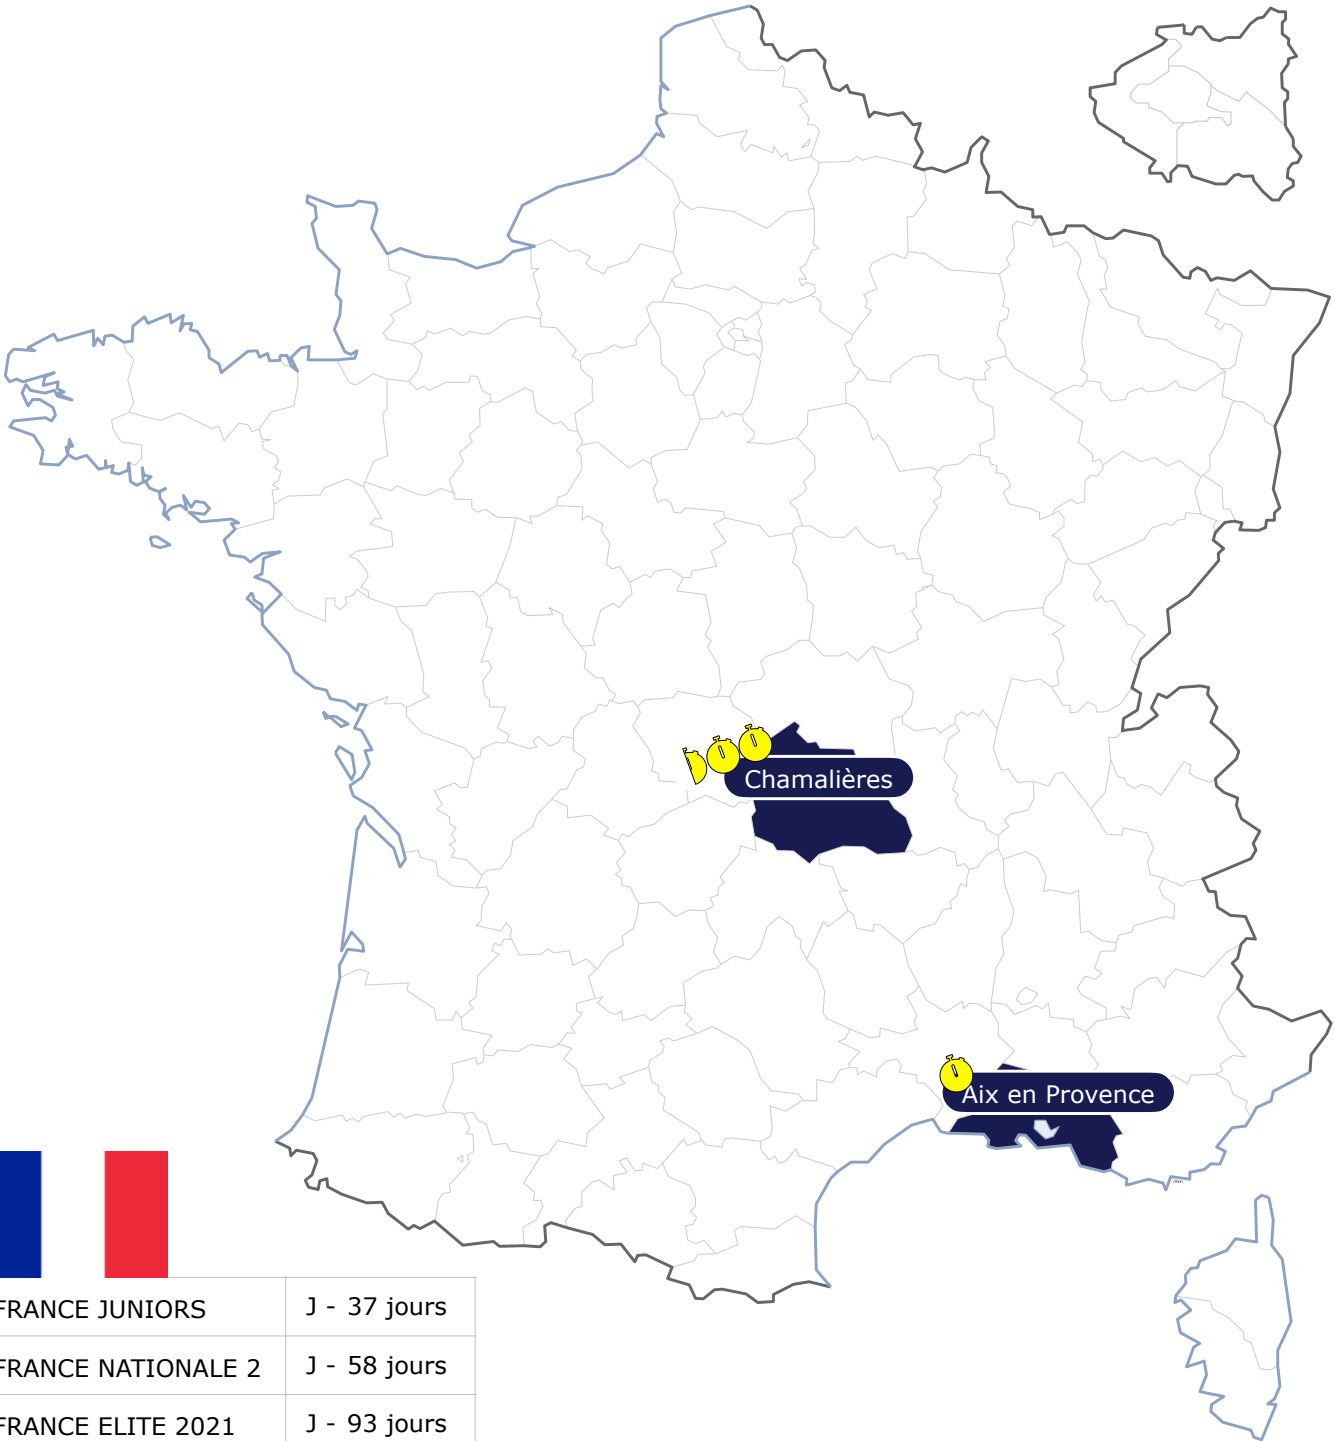 Chamalières
Aix en Provence
FRANCE JUNIORS J - 37 jours
FRANCE NATIONALE 2 J - 58 jours
FRANCE ELITE 2021 J - 93 jours